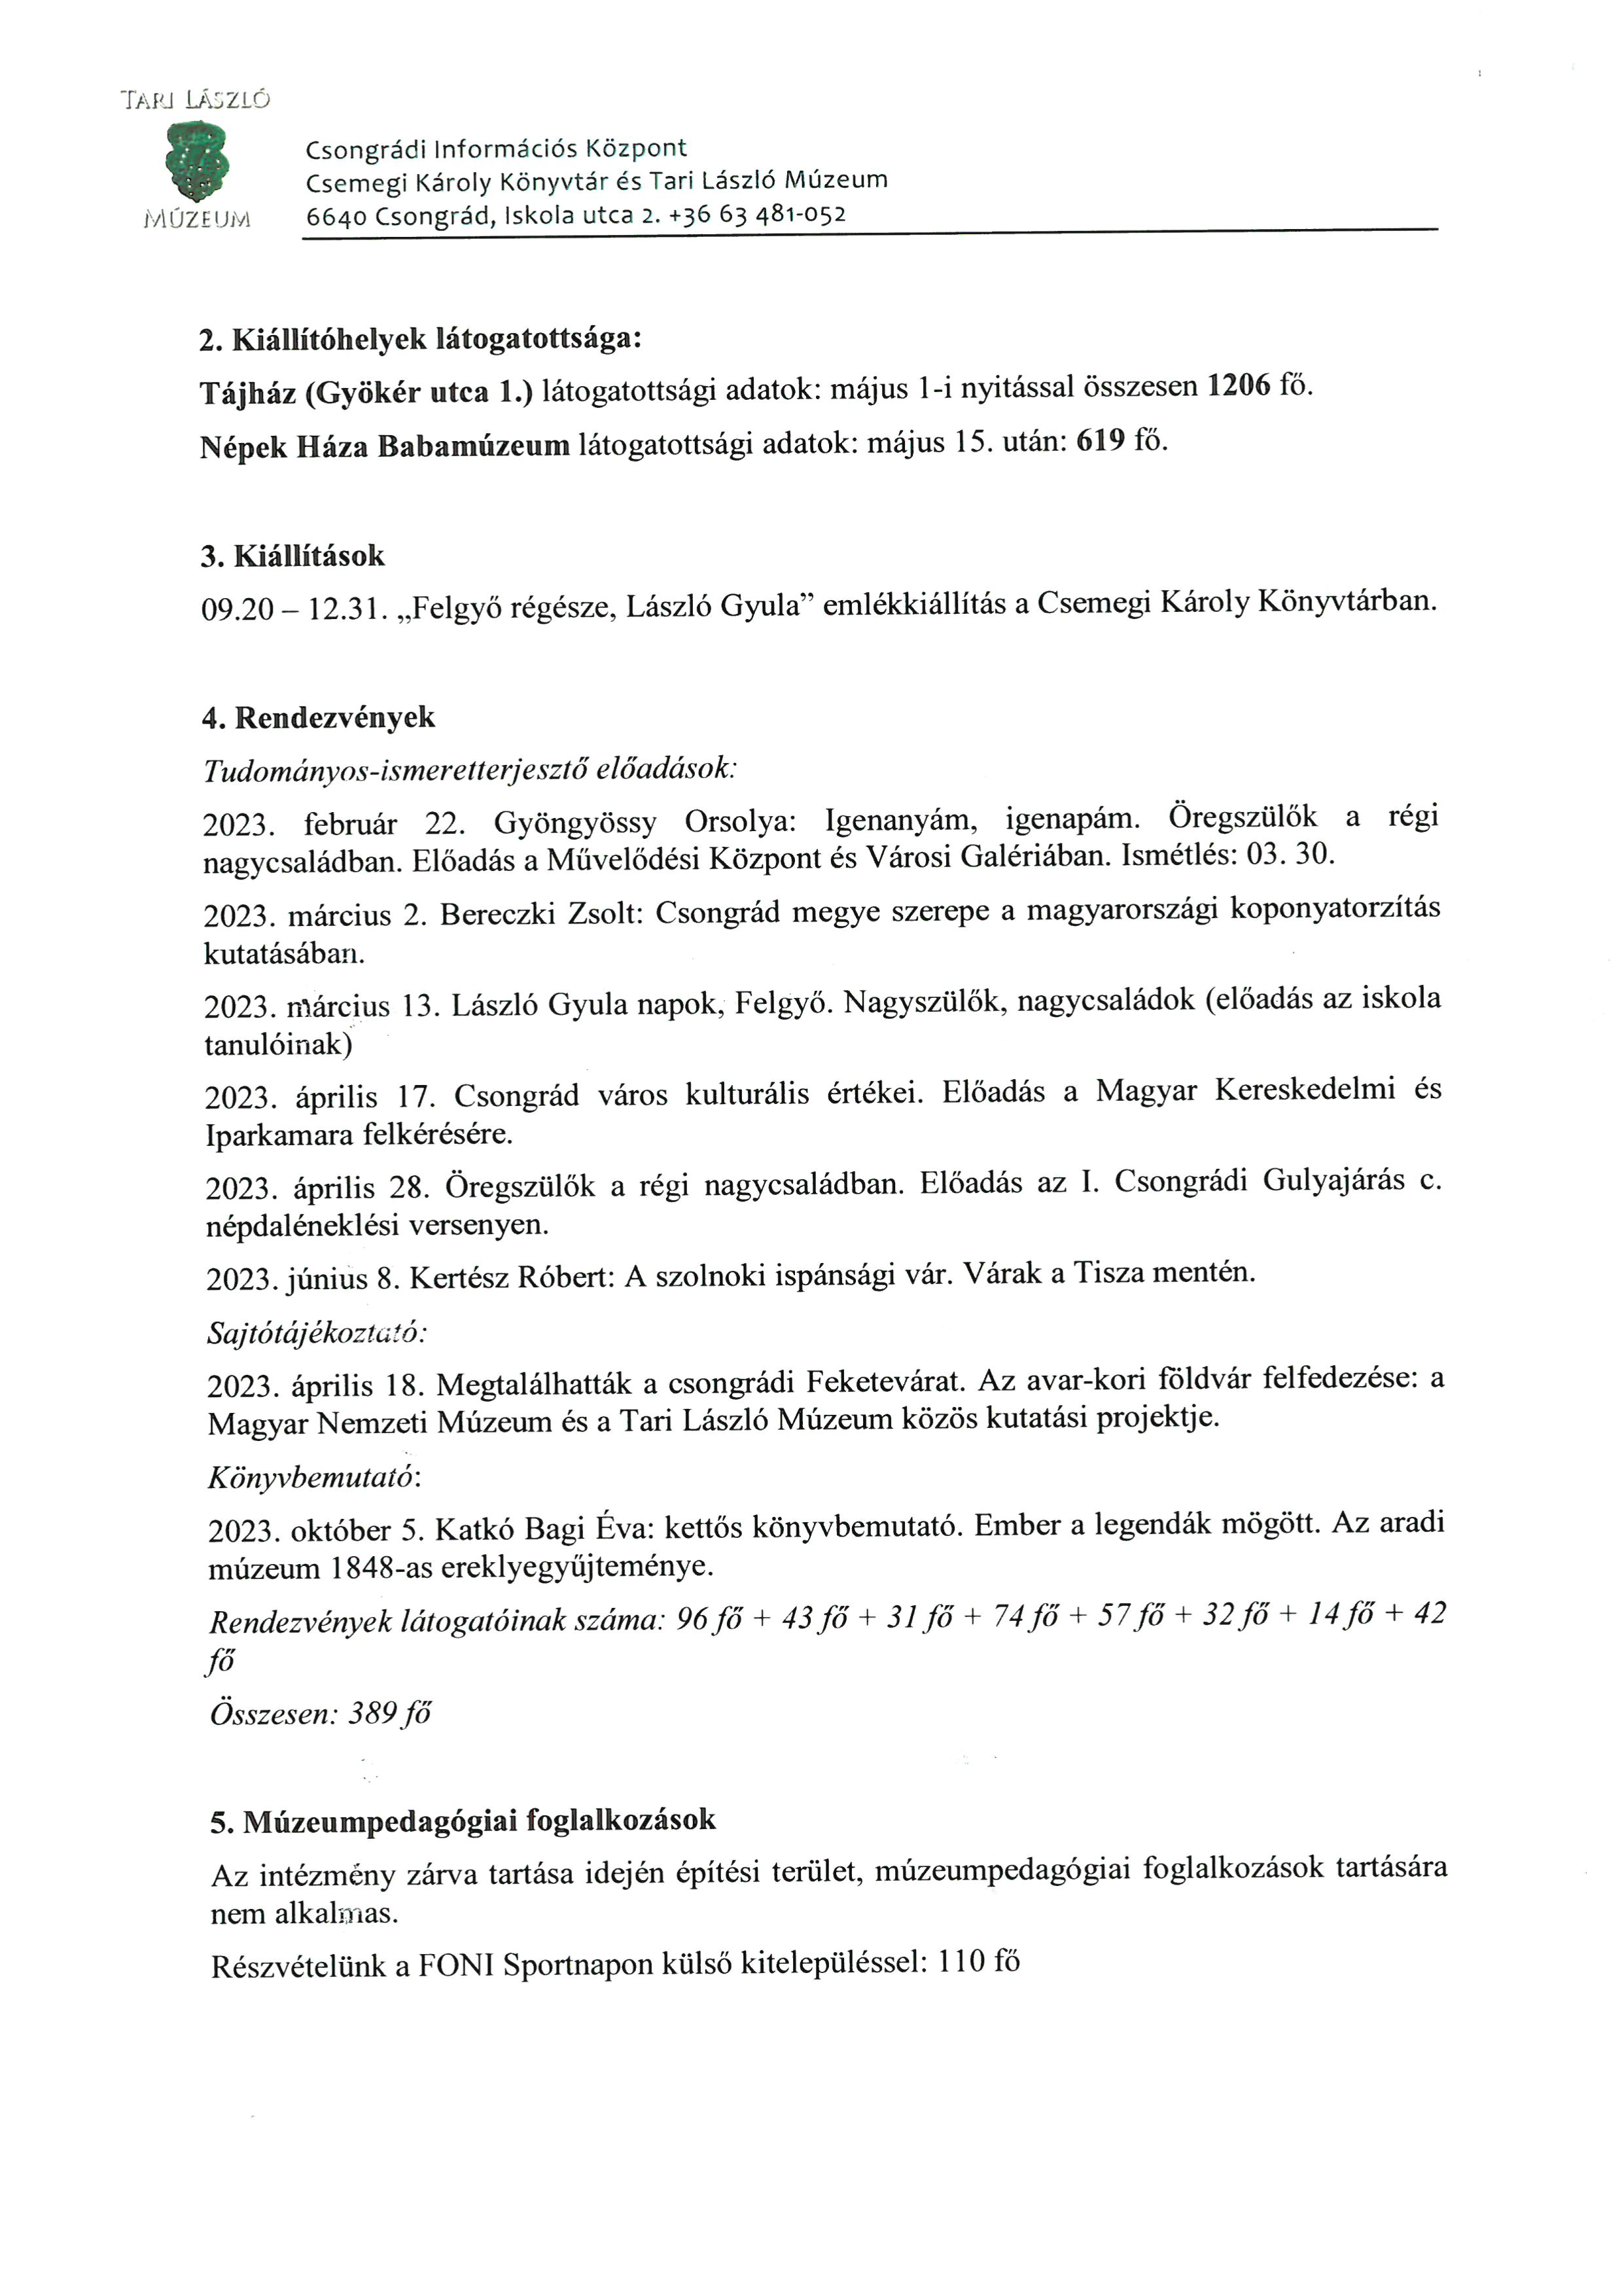 TARI LÁSZLÓ
MÚZEUM
Csongrádi Információs Központ
Csemegi Károly Könyvtár és Tari László Múzeum
6640 Csongrád, Iskola utca 2. +36 63 481-052
2. Kiállítóhelyek látogatottsága:
Tájház (Gyökér utca 1.) látogatottsági adatok: május 1-i nyitással összesen 1206 fő.
Népek Háza Babamúzeum látogatottsági adatok: május 15. után: 619 fő.
3. Kiállítások
09.20 – 12.31. „Felgyő régésze, László Gyula” emlékkiállítás a Csemegi Károly Könyvtárban.
4. Rendezvények
Tudományos-ismeretterjesztő előadások:
2023. február 22. Gyöngyössy Orsolya: Igenanyám, igenapám. Öregszülők a régi
nagycsaládban. Előadás a Művelődési Központ és Városi Galériában. Ismétlés: 03. 30.
2023. március 2. Bereczki Zsolt: Csongrád megye szerepe a magyarországi koponyatorzítás
kutatásában.
2023. március 13. László Gyula napok, Felgyő. Nagyszülők, nagycsaládok (előadás az iskola
tanulóinak)
2023. április 17. Csongrád város kulturális értékei. Előadás a Magyar Kereskedelmi és
Iparkamara felkérésére.
2023. április 28. Öregszülők a régi nagycsaládban. Előadás az I. Csongrádi Gulyajárás c.
népdaléneklési versenyen.
2023. június 8. Kertész Róbert: A szolnoki ispánsági vár. Várak a Tisza mentén.
Sajtótájékoztató:
2023. április 18. Megtalálhatták a csongrádi Feketevárat. Az avar-kori földvár felfedezése: a
Magyar Nemzeti Múzeum és a Tari László Múzeum közös kutatási projektje.
Könyvbemutató:
2023. október 5. Katkó Bagi Éva: kettős könyvbemutató. Ember a legendák mögött. Az aradi
múzeum 1848-as ereklyegyűjteménye.
Rendezvények látogatóinak száma: 96 fő + 43 fő + 31 fő + 74 fő + 57 fő + 32 fő + 14 fő + 42
fő
Összesen: 389 fő
5. Múzeumpedagógiai foglalkozások
Az intézmény zárva tartása idején építési terület, múzeumpedagógiai foglalkozások tartására
nem alkalmas.
Részvételünk a FONI Sportnapon külső kitelepüléssel: 110 fő